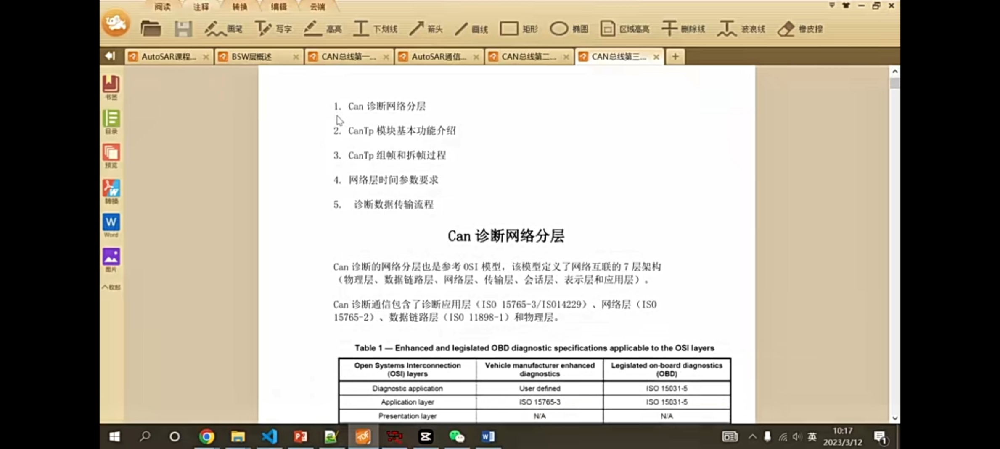 阅读 注释 转换 编辑 云端
画笔 写字 高亮 下划线 箭头 画线 矩形 椭圆 区域高亮 删除线 波浪线 橡皮擦
AutoSAR课程... BSW层概述 CAN总线第一... AutoSAR通信... CAN总线第二... CAN总线第三...
书签
目录
预览
转换
W
Word
图片
收起
1. Can 诊断网络分层
2. CanTp 模块基本功能介绍
3. CanTp 组帧和拆帧过程
4. 网络层时间参数要求
5. 诊断数据传输流程
Can 诊断网络分层
Can 诊断的网络分层也是参考 OSI 模型，该模型定义了网络互联的 7 层架构
（物理层、数据链路层、网络层、传输层、会话层、表示层和应用层）。
Can 诊断通信包含了诊断应用层（ISO 15765-3/ISO14229）、网络层（ISO
15765-2）、数据链路层（ISO 11898-1）和物理层。
Table 1 — Enhanced and legislated OBD diagnostic specifications applicable to the OSI layers
Open Systems Interconnection (OSI) layers Vehicle manufacturer enhanced diagnostics Legislated on-board diagnostics (OBD)
Diagnostic application User defined ISO 15031-5
Application layer ISO 15765-3 ISO 15031-5
Presentation layer N/A N/A
英
10:17
2023/3/12
1